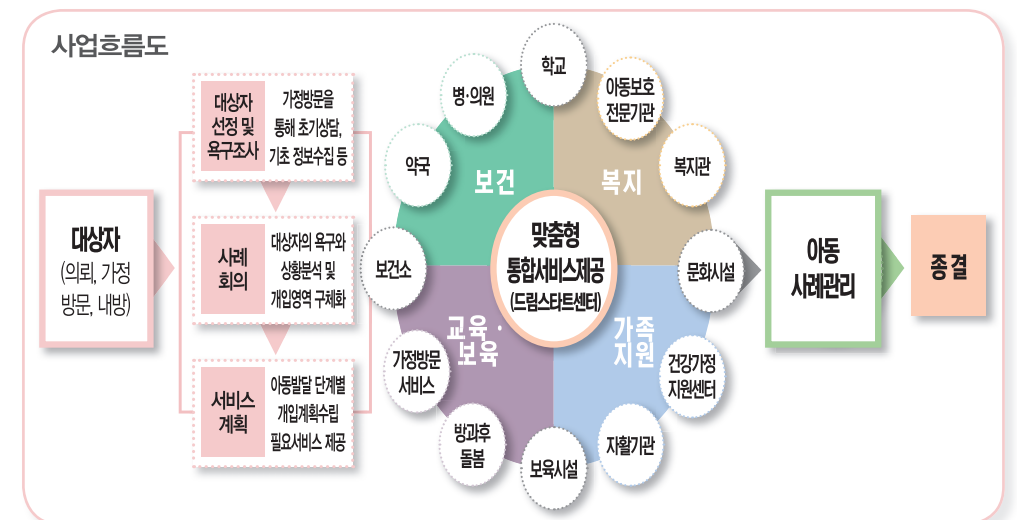 사업흐름도
대상자
(의뢰, 가정
방문, 내방)
대상자
선정 및
욕구조사
가정방문을
통해 초기상담,
기초 정보수집 등
사례
회의
대상자의 욕구와
상황분석 및
개입영역 구체화
서비스
계획
아동발달 단계별
개입계획수립
필요서비스 제공
학교
병·의원
약국
보건소
가정방문
서비스
방과후
돌봄
보육시설
자활기관
건강가정
지원센터
문화시설
복지관
아동보호
전문기관
보건
복지
교육·
보육
가족
지원
맞춤형
통합서비스제공
(드림스타트센터)
아동
사례관리
종결